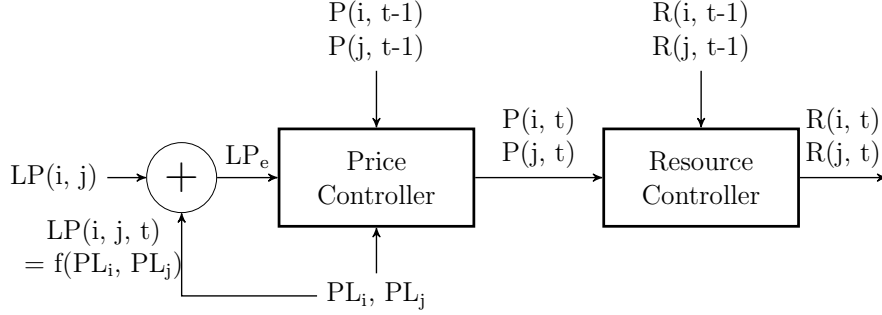 P(i, t-1)
P(j, t-1)
R(i, t-1)
R(j, t-1)
LP(i, j)
+
LPₑ
Price
Controller
P(i, t)
P(j, t)
Resource
Controller
R(i, t)
R(j, t)
LP(i, j, t)
= f(PLᵢ, PLⱼ)
PLᵢ, PLⱼ